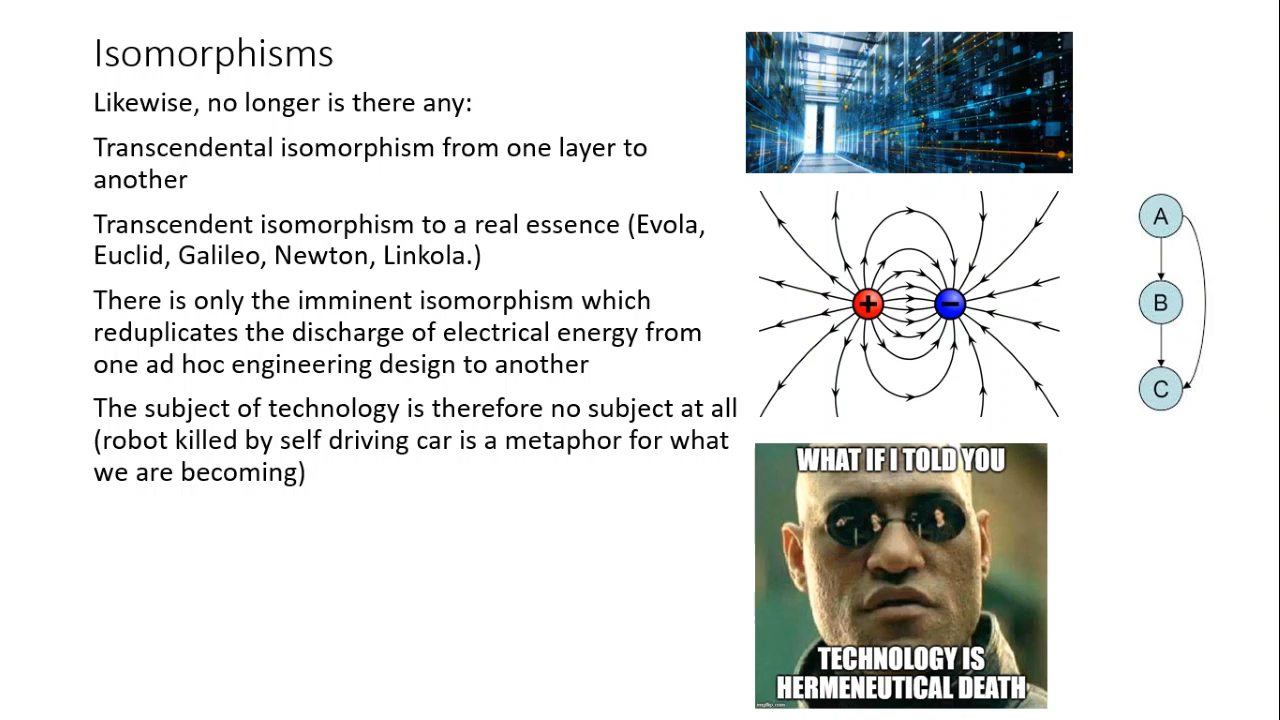 Isomorphisms
Likewise, no longer is there any:
Transcendental isomorphism from one layer to
another
Transcendent isomorphism to a real essence (Evola,
Euclid, Galileo, Newton, Linkola.)
There is only the imminent isomorphism which
reduplicates the discharge of electrical energy from
one ad hoc engineering design to another
The subject of technology is therefore no subject at all
(robot killed by self driving car is a metaphor for what
we are becoming)
+
−
A
B
C
WHAT IF I TOLD YOU
TECHNOLOGY IS
HERMENEUTICAL DEATH
imgflip.com